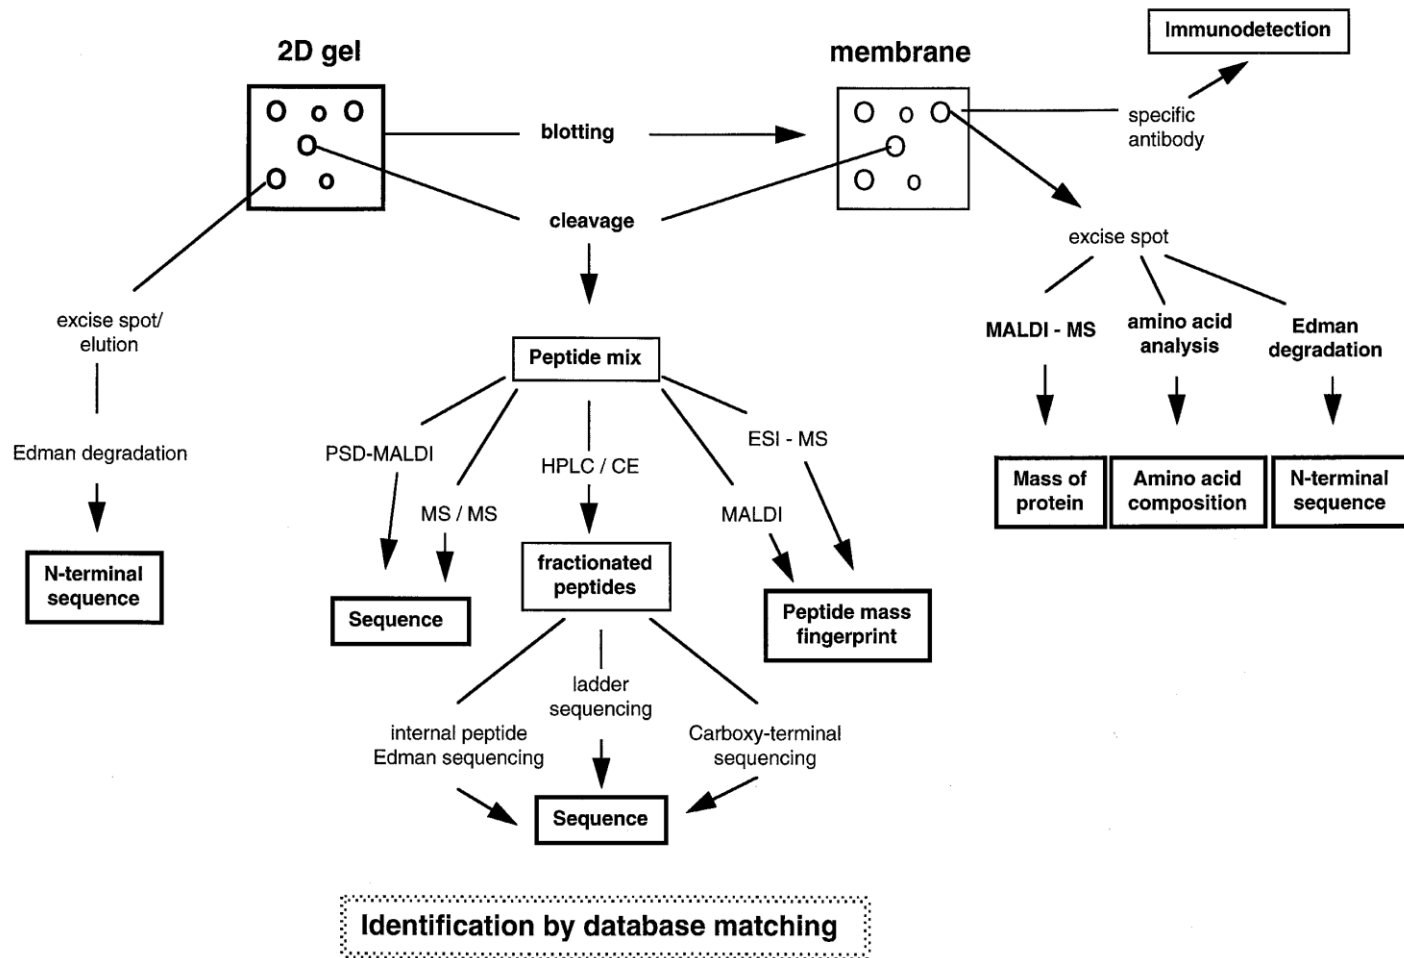 Immunodetection
2D gel
membrane
O o O
O
O o
O o O
O
O o
blotting
specific
antibody
cleavage
excise spot
excise spot/
elution
MALDI - MS
amino acid
analysis
Edman
degradation
Peptide mix
Edman degradation
PSD-MALDI
HPLC / CE
ESI - MS
MS / MS
MALDI
Mass of
protein
Amino acid
composition
N-terminal
sequence
N-terminal
sequence
fractionated
peptides
Sequence
Peptide mass
fingerprint
ladder
sequencing
internal peptide
Edman sequencing
Carboxy-terminal
sequencing
Sequence
Identification by database matching